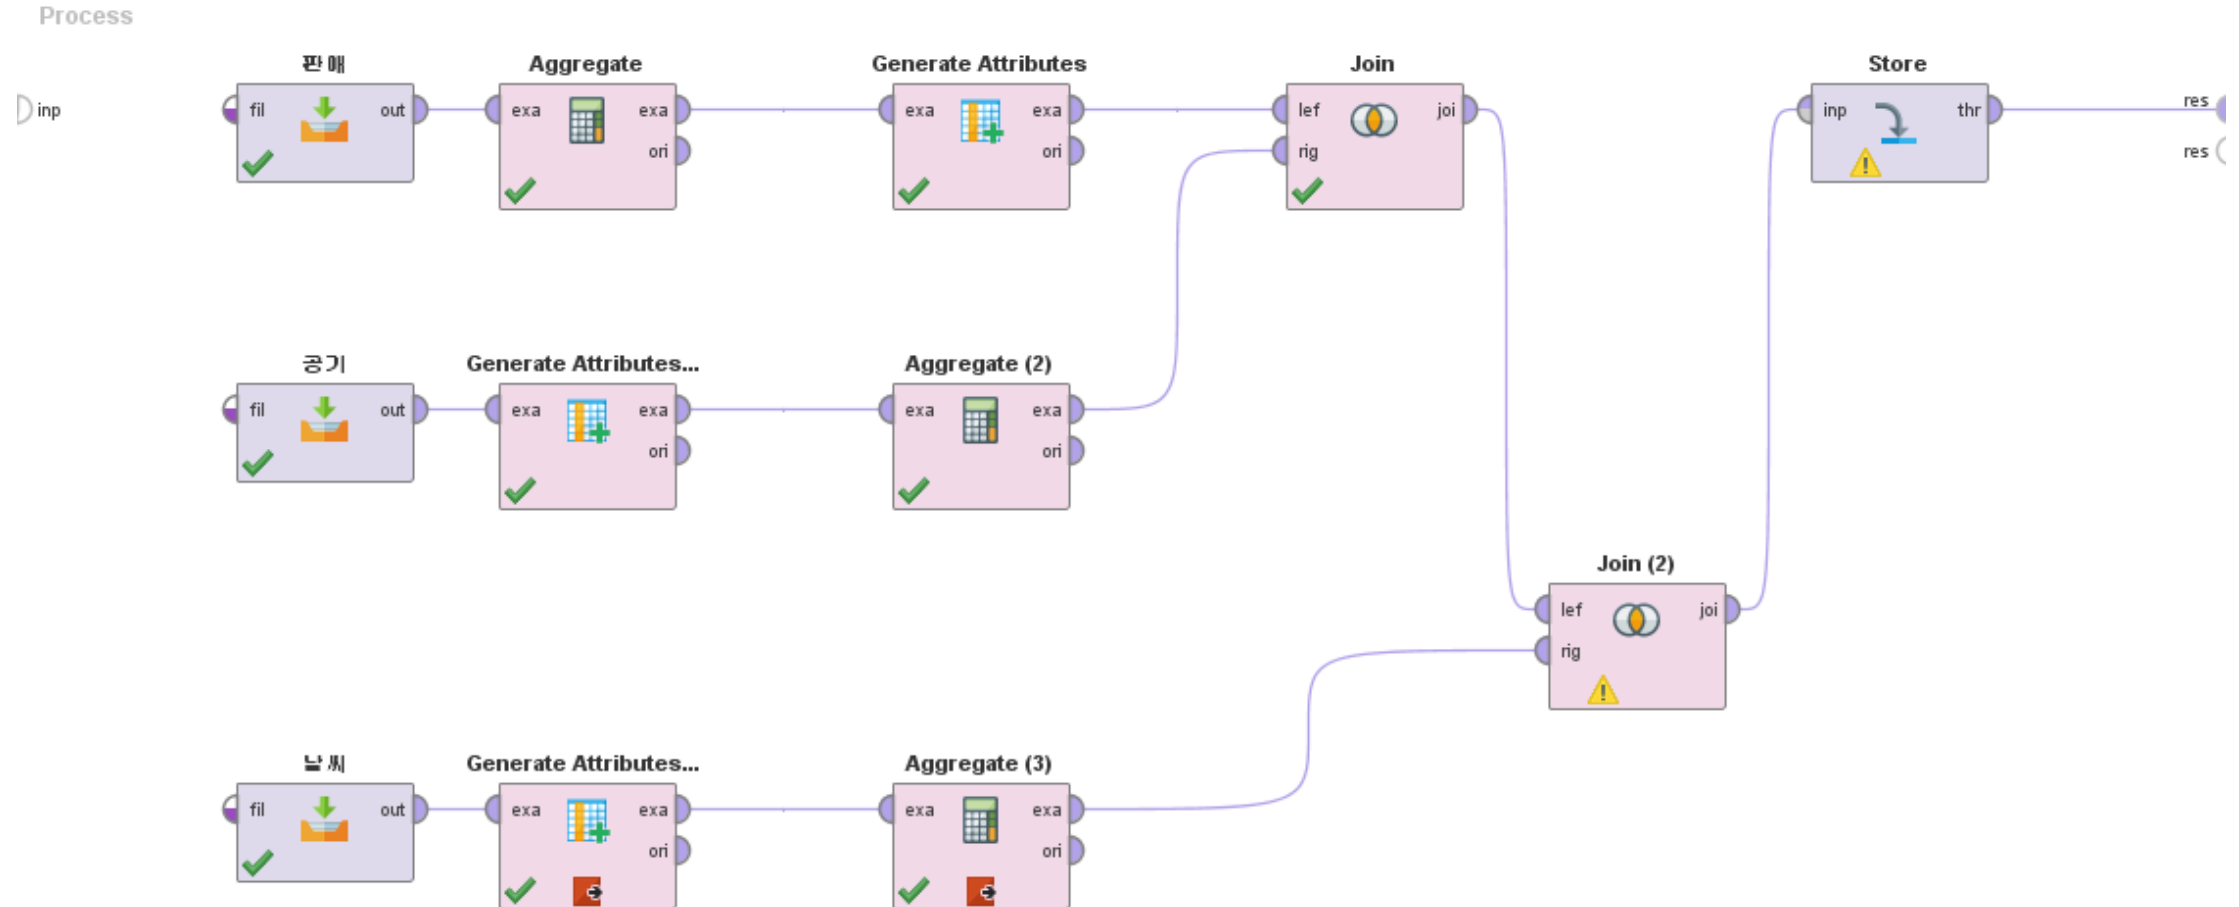 Process
inp
판매
fil out
Aggregate
exa exa
ori
Generate Attributes
exa exa
ori
Join
lef joi
rig
Store
inp thr
res
res
공기
fil out
Generate Attributes...
exa exa
ori
Aggregate (2)
exa exa
ori
Join (2)
lef joi
rig
날씨
fil out
Generate Attributes...
exa exa
ori
Aggregate (3)
exa exa
ori